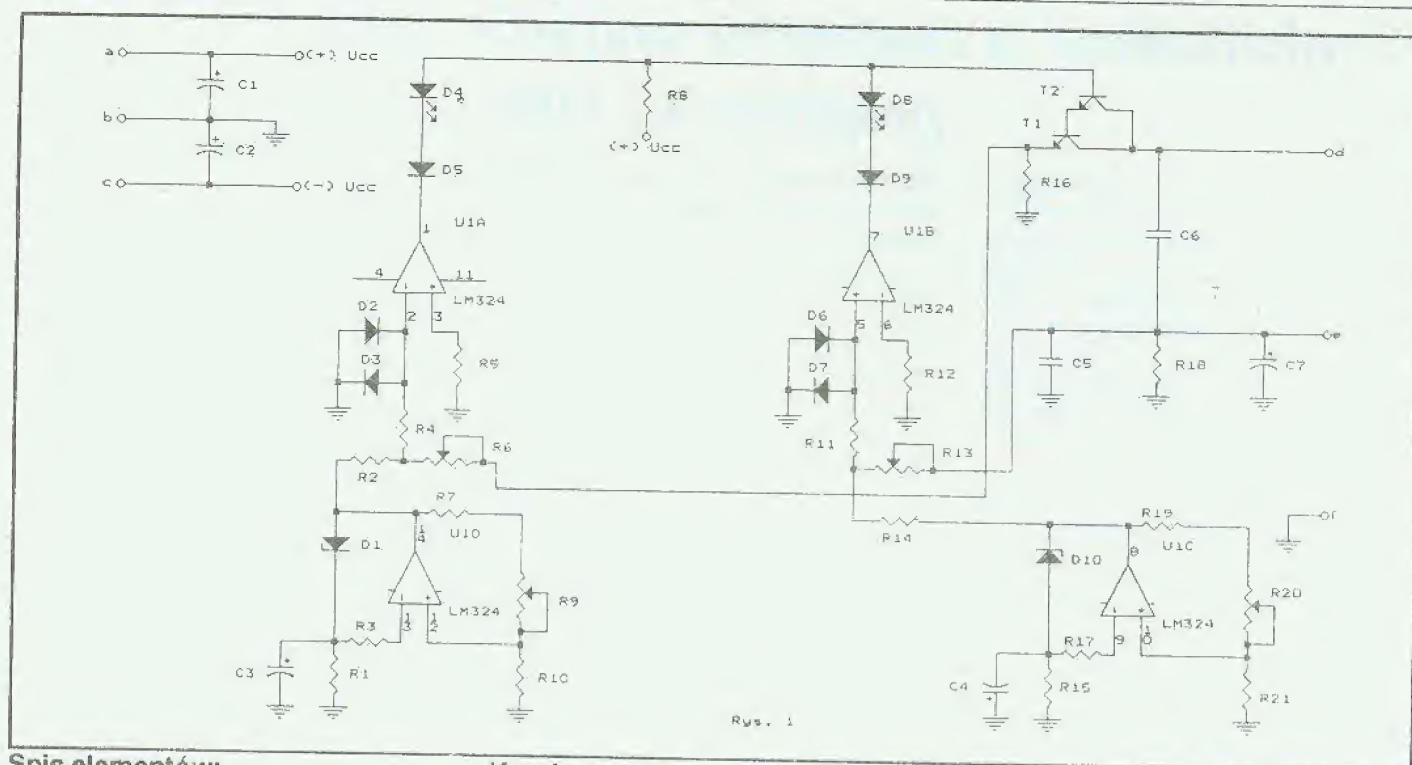 a
(+) Ucc
C1
b
C2
c
(-) Ucc
D4
R8
(+) Ucc
D8
T2
T1
d
D5
D9
R16
1
U1A
7
U1B
C6
4
11
LM324
LM324
D2
2
3
D6
5
6
D3
R5
D7
R12
C5
R18
C7
e
R4
R6
R11
R13
R2
R7
R14
R19
f
14
U1D
D1
D10
8
U1C
R20
LM324
R9
LM324
R3
13
12
R17
9
10
C3
R1
R10
C4
R15
R21
Rys. 1
Spis elementów: